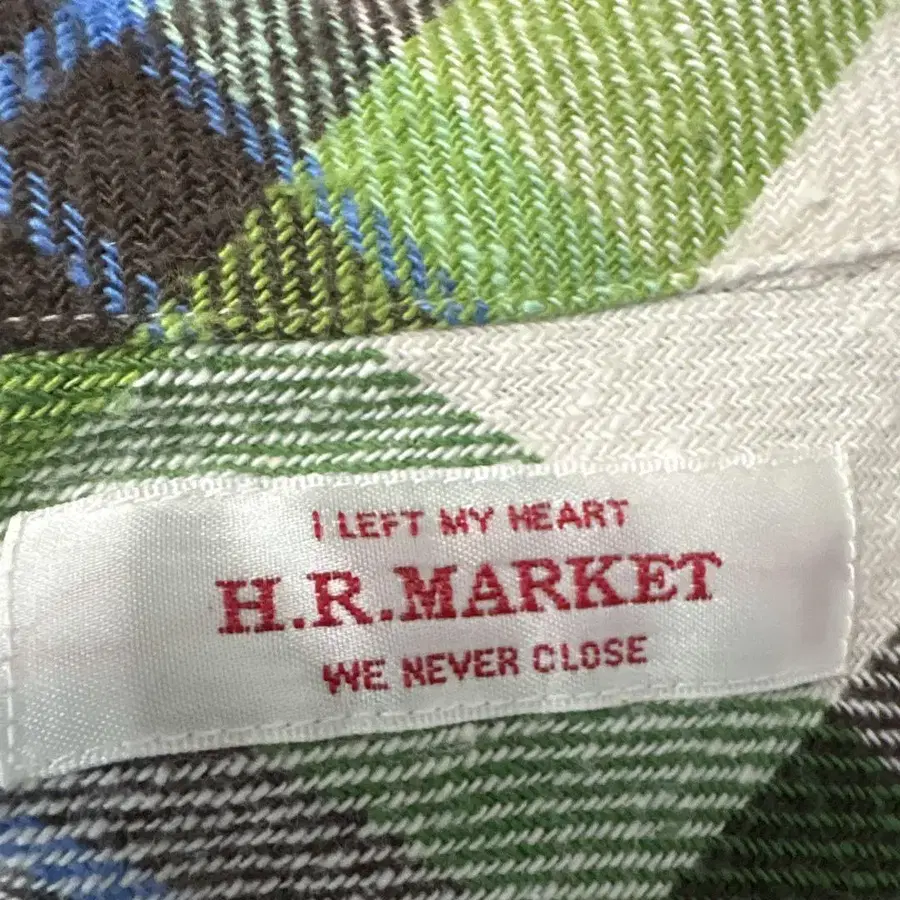 I LEFT MY HEART
H.R.MARKET
WE NEVER CLOSE